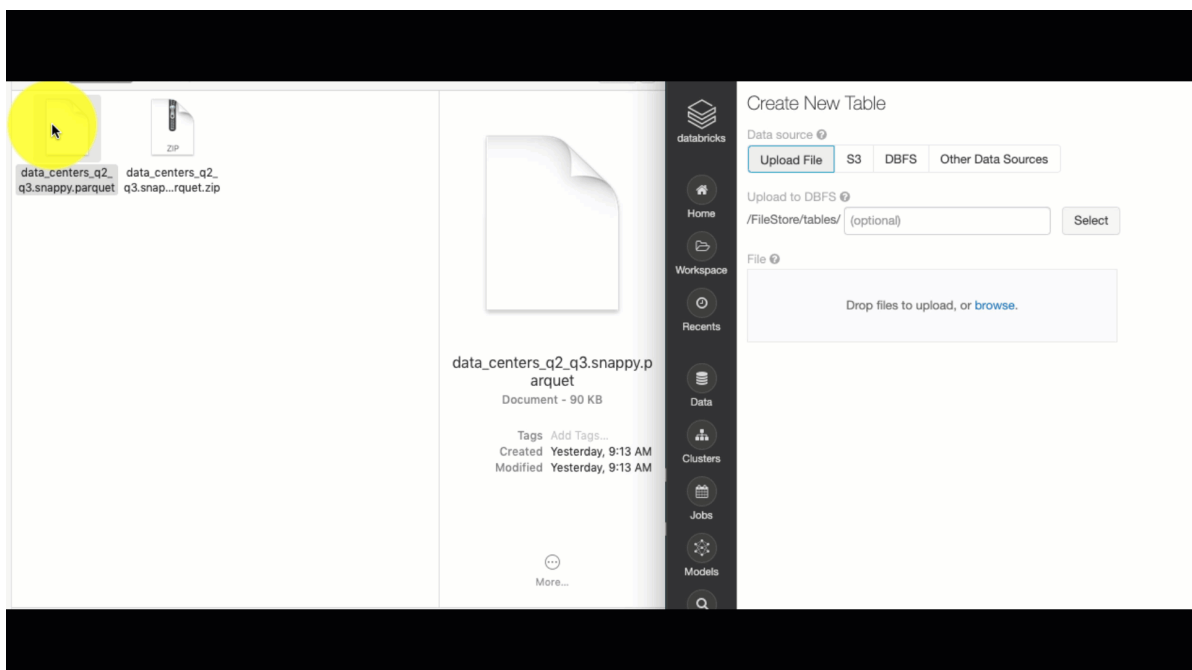 data_centers_q2_
q3.snappy.parquet
ZIP
data_centers_q2_
q3.snap...rquet.zip
data_centers_q2_q3.snappy.p
arquet
Document - 90 KB
Tags Add Tags...
Created Yesterday, 9:13 AM
Modified Yesterday, 9:13 AM
More...
databricks
Home
Workspace
Recents
Data
Clusters
Jobs
Models
Create New Table
Data source
Upload File S3 DBFS Other Data Sources
Upload to DBFS
/FileStore/tables/ (optional) Select
File
Drop files to upload, or browse.